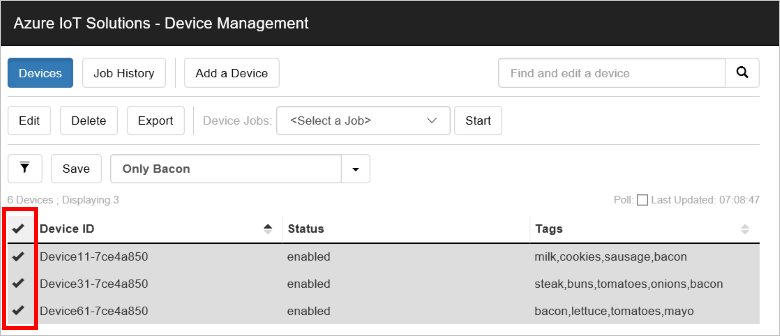 Azure IoT Solutions - Device Management
Devices Job History Add a Device Find and edit a device
Edit Delete Export Device Jobs: <Select a Job> Start
Save Only Bacon
6 Devices ; Displaying 3 Poll: Last Updated: 07:08:47
Device ID Status Tags
Device11-7ce4a850 enabled milk,cookies,sausage,bacon
Device31-7ce4a850 enabled steak,buns,tomatoes,onions,bacon
Device61-7ce4a850 enabled bacon,lettuce,tomatoes,mayo